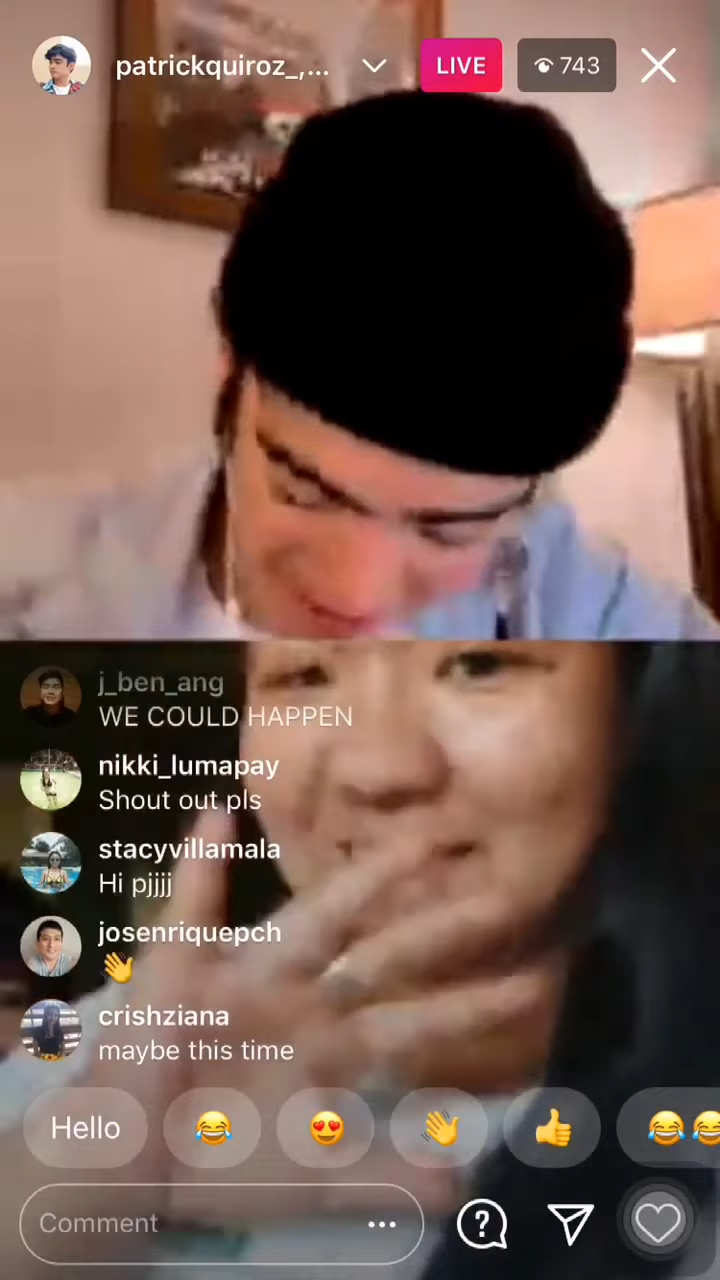 patrickquiroz_,...
LIVE
743
j_ben_ang
WE COULD HAPPEN
nikki_lumapay
Shout out pls
stacyvillamala
Hi pjjjj
josenriquepch
👋
crishziana
maybe this time
Hello 😂 😍 👋 👍 😂😂
Comment